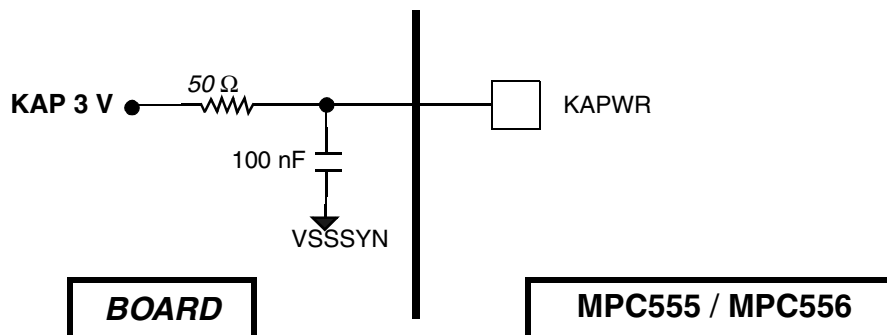 50 Ω
KAP 3 V
KAPWR
100 nF
VSSSYN
BOARD
MPC555 / MPC556